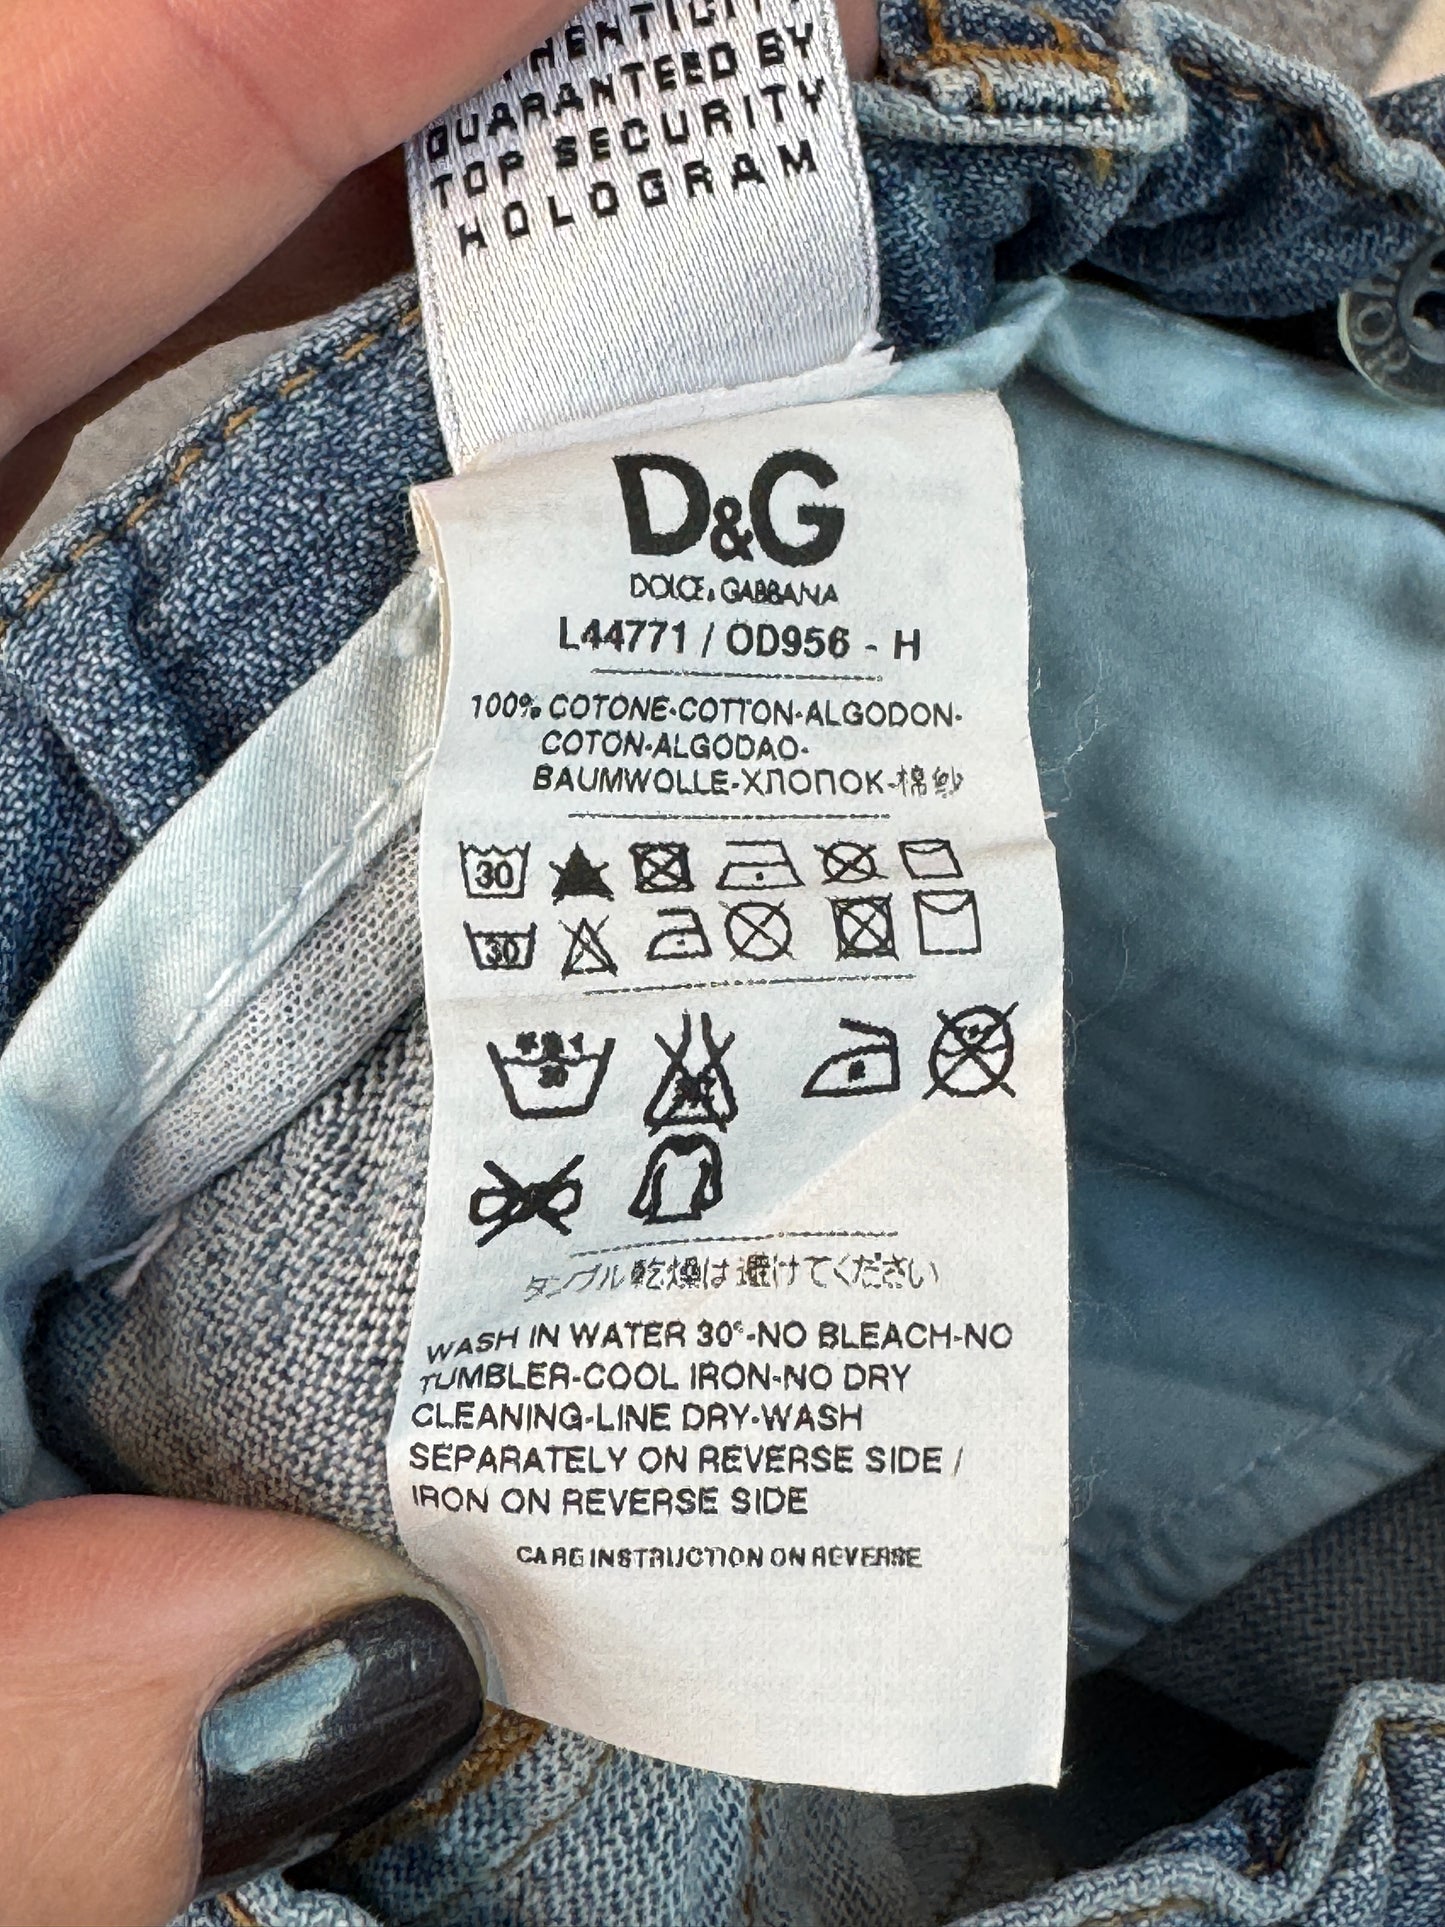 GUARANTEED BY
TOP SECURITY
HOLOGRAM
D&G
DOLCE & GABBANA
L44771 / OD956 - H
100% COTONE-COTTON-ALGODON-
COTON-ALGODAO-
BAUMWOLLE-ХЛОПОК-棉紗
30
30
30
タンブル乾燥は避けてください
WASH IN WATER 30°-NO BLEACH-NO
TUMBLER-COOL IRON-NO DRY
CLEANING-LINE DRY-WASH
SEPARATELY ON REVERSE SIDE /
IRON ON REVERSE SIDE
CARE INSTRUCTION ON REVERSE